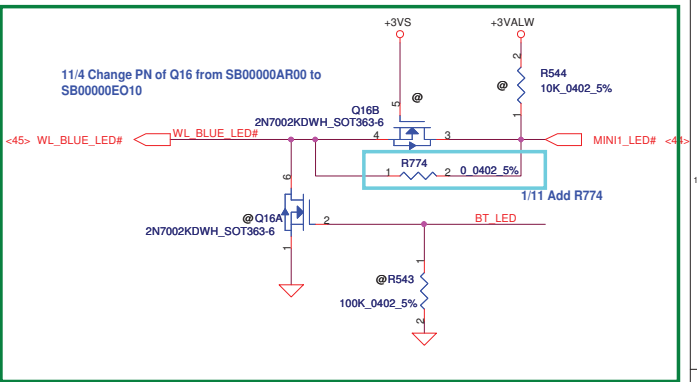 +3VS
+3VALW
11/4 Change PN of Q16 from SB00000AR00 to
SB00000EO10
@
5
2
@
R544
10K_0402_5%
1
Q16B
2N7002KDWH_SOT363-6
<45>
WL_BLUE_LED#
WL_BLUE_LED#
4
3
MINI1_LED#
R774
1
2
0_0402_5%
1
1/11 Add R774
6
@Q16A
2N7002KDWH_SOT363-6
2
BT_LED
1
1
@R543
100K_0402_5%
2